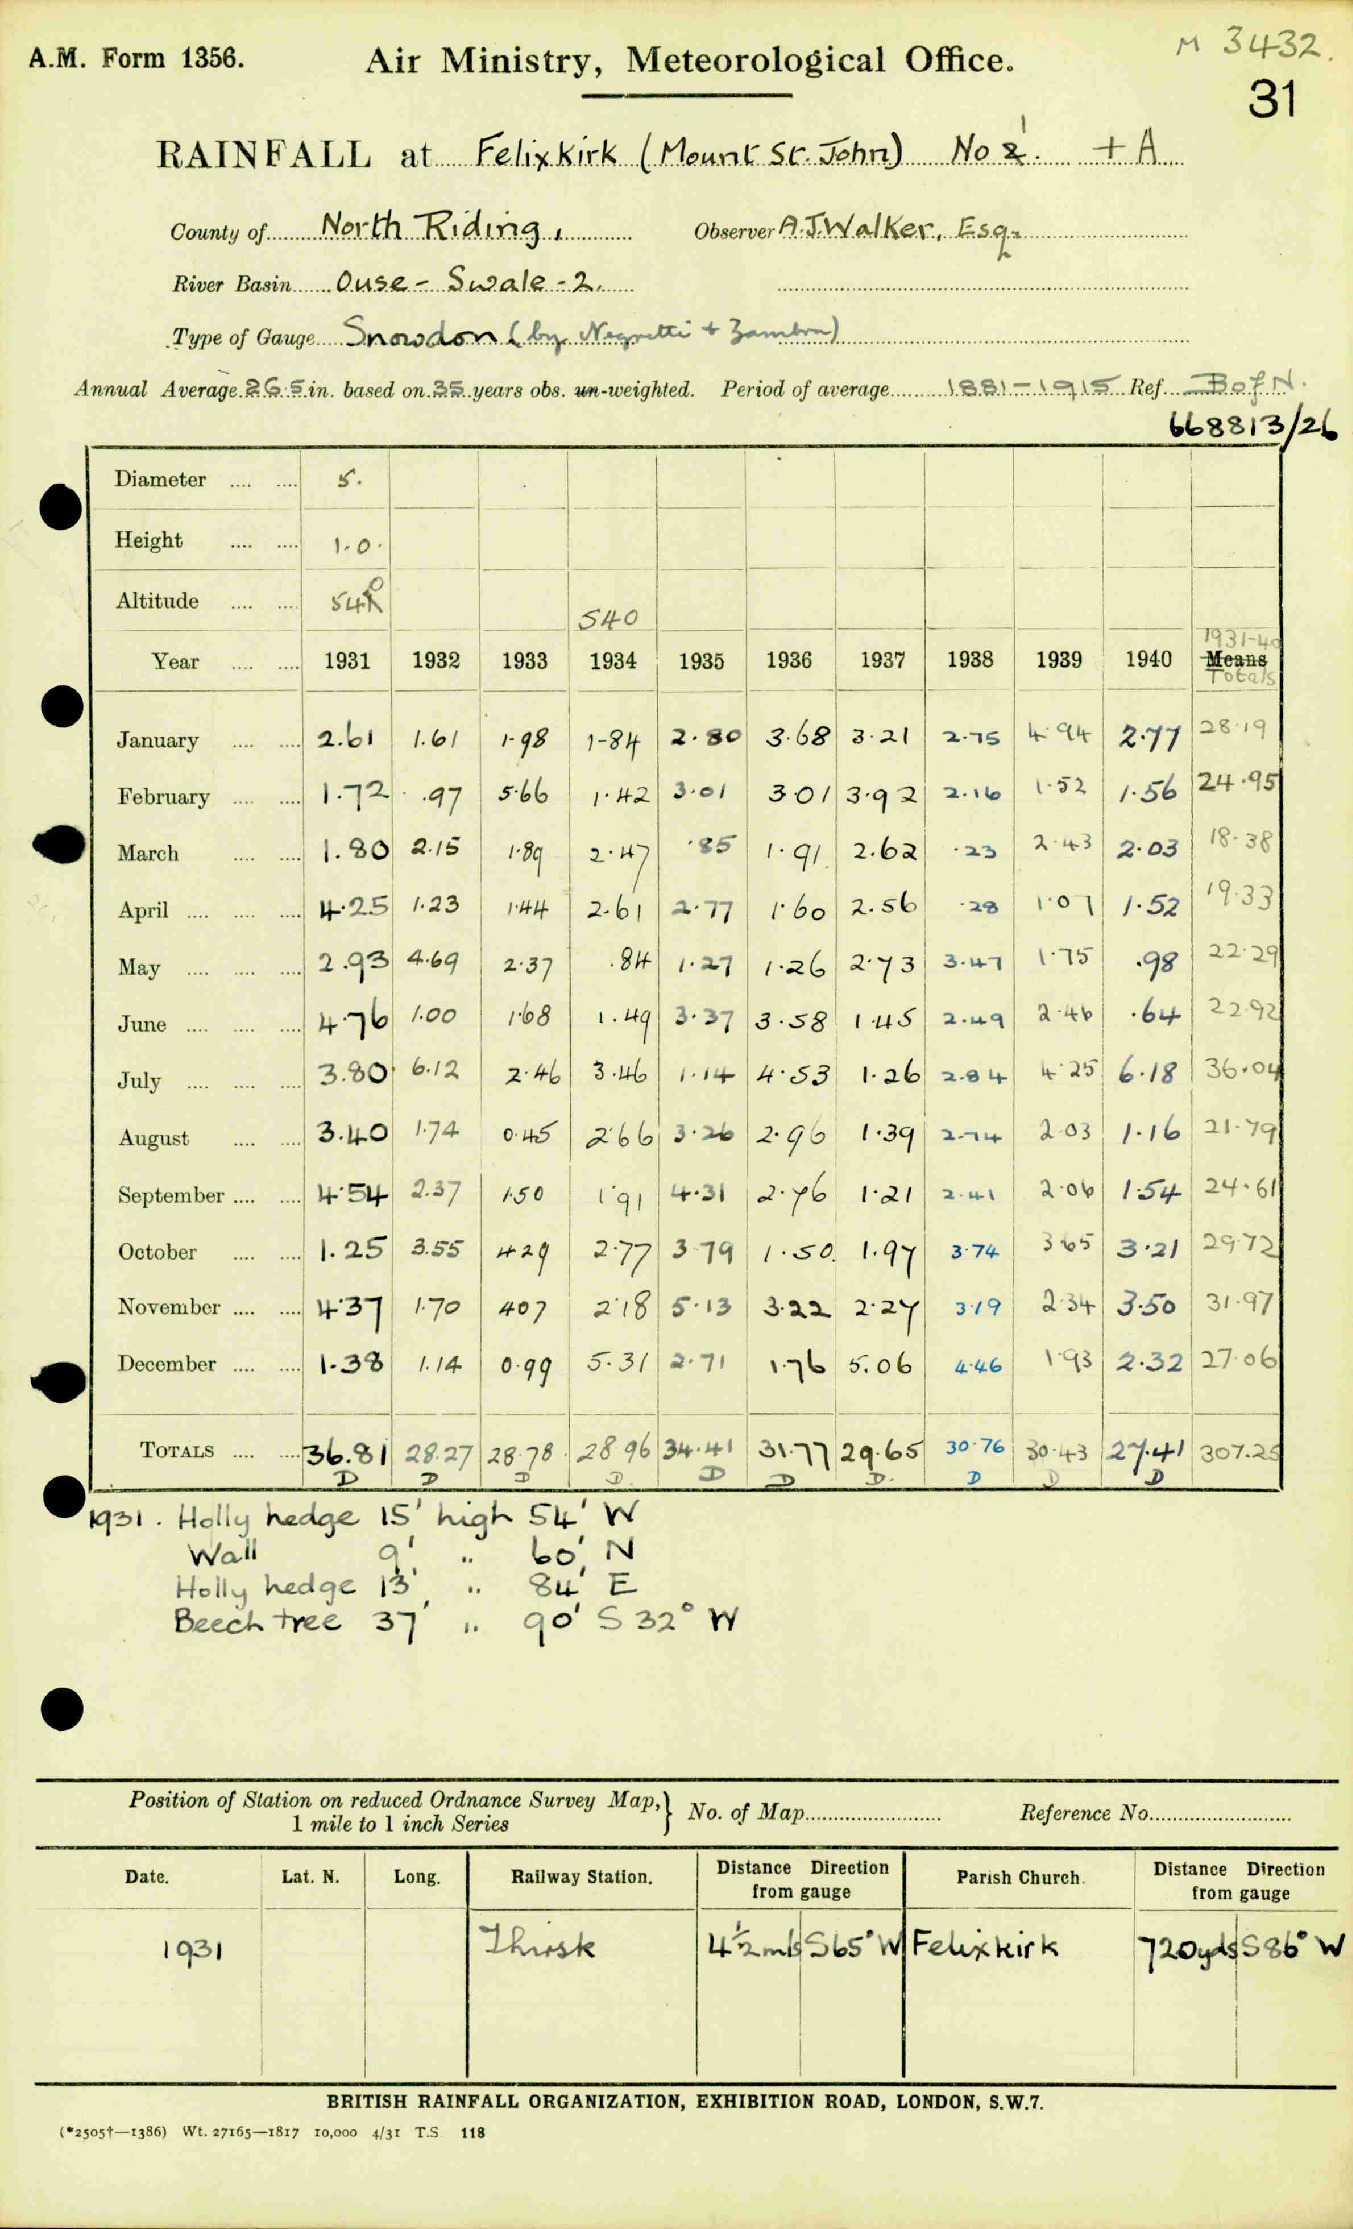 A.M. Form 1356.
Air Ministry, Meteorological Office.
M 3432.
31
RAINFALL at Felixkirk (Mount St. John) No 1. + A
County of North Riding, Observer A.J. Walker, Esq.
River Basin Ouse - Swale - 2.
Type of Gauge Snowdon (by Negretti + Zambra)
Annual Average 26.5 in. based on 35 years obs. un-weighted. Period of average 1881-1915 Ref. B of N.
668813/26
Diameter .... .... 5.
Height .... .... 1.0.
Altitude .... .... 540 540
Year .... .... 1931 1932 1933 1934 1935 1936 1937 1938 1939 1940 1931-40 Means Totals
January .... .... 2.61 1.61 1.98 1.84 2.80 3.68 3.21 2.75 4.94 2.77 28.19
February .... .... 1.72 .97 5.66 1.42 3.01 3.01 3.92 2.16 1.52 1.56 24.95
March .... .... 1.80 2.15 1.89 2.47 .85 1.91 2.62 .23 2.43 2.03 18.38
April .... .... .... 4.25 1.23 1.44 2.61 2.77 1.60 2.56 .28 1.07 1.52 19.33
May .... .... .... 2.93 4.69 2.37 .84 1.27 1.26 2.73 3.47 1.75 .98 22.29
June .... .... .... 4.76 1.00 1.68 1.49 3.37 3.58 1.45 2.49 2.46 .64 22.92
July .... .... .... 3.80 6.12 2.46 3.46 1.14 4.53 1.26 2.84 4.25 6.18 36.04
August .... .... 3.40 1.74 0.45 2.66 3.26 2.96 1.39 2.74 2.03 1.16 21.79
September .... .... 4.54 2.37 1.50 1.91 4.31 2.76 1.21 2.41 2.06 1.54 24.61
October .... .... 1.25 3.55 4.29 2.77 3.79 1.50 1.97 3.74 3.65 3.21 29.72
November .... .... 4.37 1.70 4.07 2.18 5.13 3.22 2.27 3.19 2.34 3.50 31.97
December .... .... 1.38 1.14 0.99 5.31 2.71 1.76 5.06 4.46 1.93 2.32 27.06
TOTALS .... .... 36.81 28.27 28.78 28.96 34.41 31.77 29.65 30.76 30.43 27.41 307.25
D D D D D D D D D D
1931. Holly hedge 15' high 54' W
Wall 9' " 60' N
Holly hedge 13' " 84' E
Beech tree 37' " 90' S 32° W
Position of Station on reduced Ordnance Survey Map,} No. of Map Reference No.
1 mile to 1 inch Series
Date. Lat. N. Long. Railway Station. Distance Direction from gauge Parish Church. Distance Direction from gauge
1931 Thirsk 4½ mls S65°W Felixkirk 720yds S 86° W
BRITISH RAINFALL ORGANIZATION, EXHIBITION ROAD, LONDON, S.W.7.
(*2505†—1386) Wt. 27165—1817 10,000 4/31 T.S. 118